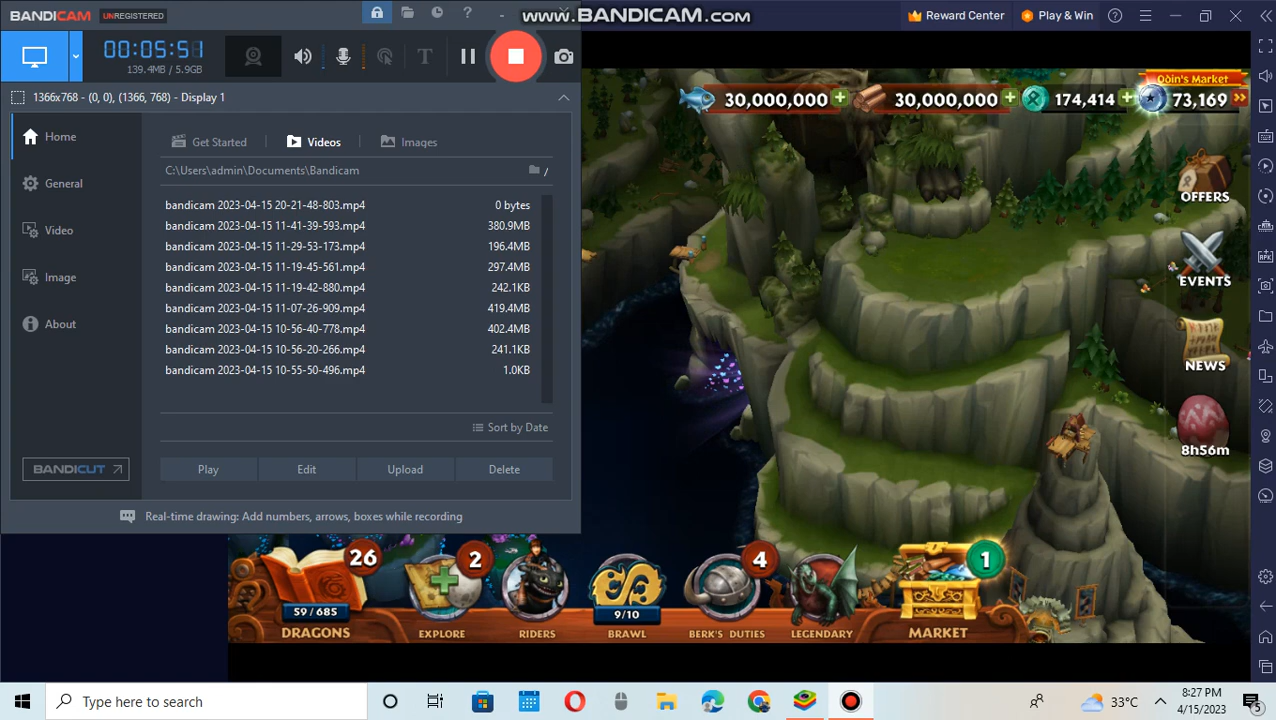 BANDICAM UNREGISTERED
www.BANDICAM.com
Reward Center
Play & Win
00:05:51
139.4MB / 5.9GB
1366x768 - (0, 0), (1366, 768) - Display 1
Home
General
Video
Image
About
BANDICUT
Get Started
Videos
Images
C:\Users\admin\Documents\Bandicam
bandicam 2023-04-15 20-21-48-803.mp4 0 bytes
bandicam 2023-04-15 11-41-39-593.mp4 380.9MB
bandicam 2023-04-15 11-29-53-173.mp4 196.4MB
bandicam 2023-04-15 11-19-45-561.mp4 297.4MB
bandicam 2023-04-15 11-19-42-880.mp4 242.1KB
bandicam 2023-04-15 11-07-26-909.mp4 419.4MB
bandicam 2023-04-15 10-56-40-778.mp4 402.4MB
bandicam 2023-04-15 10-56-20-266.mp4 241.1KB
bandicam 2023-04-15 10-55-50-496.mp4 1.0KB
Sort by Date
Play Edit Upload Delete
Real-time drawing: Add numbers, arrows, boxes while recording
Odin's Market
30,000,000
30,000,000
174,414
73,169
OFFERS
EVENTS
NEWS
8h56m
26
59 / 685
DRAGONS
2
EXPLORE
RIDERS
9/10
BRAWL
4
BERK'S DUTIES
LEGENDARY
1
MARKET
APK
Type here to search
33°C
8:27 PM
4/15/2023
5